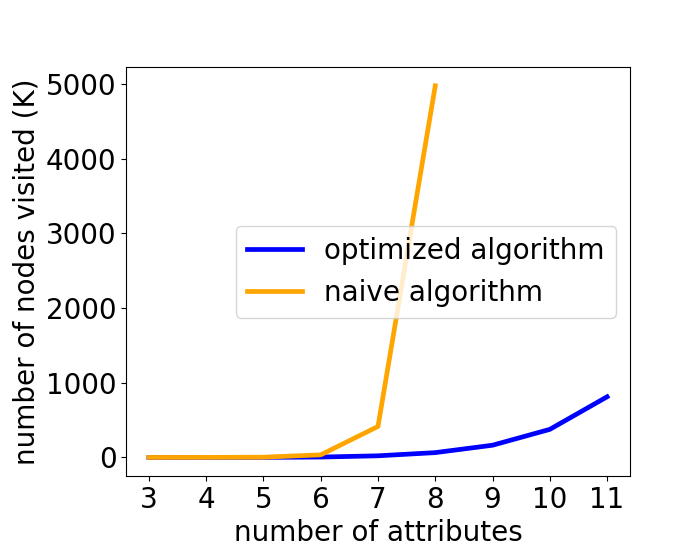 number of nodes visited (K)
5000
4000
3000
2000
1000
0
optimized algorithm
naive algorithm
3 4 5 6 7 8 9 10 11
number of attributes